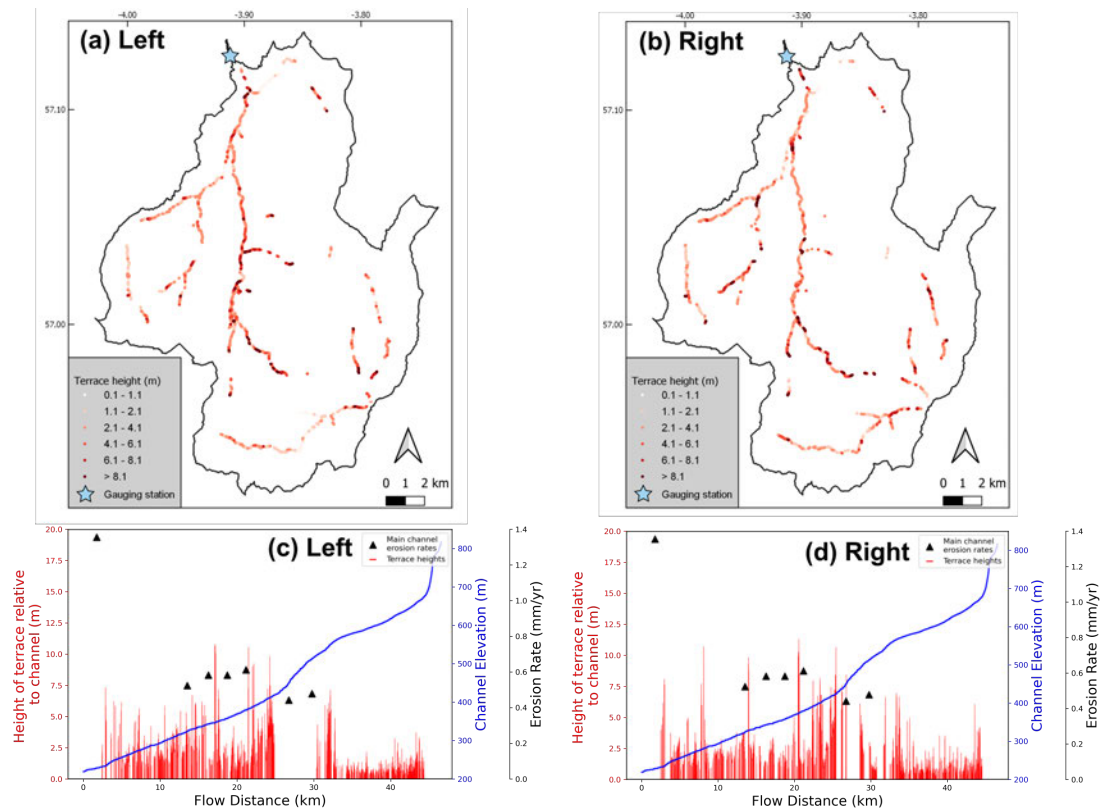 -4.00 -3.90 -3.80
(a) Left
57.10
57.00
Terrace height (m)
0.1 - 1.1
1.1 - 2.1
2.1 - 4.1
4.1 - 6.1
6.1 - 8.1
> 8.1
Gauging station
0 1 2 km
-4.00 -3.90 -3.80
(b) Right
57.10
57.00
Terrace height (m)
0.1 - 1.1
1.1 - 2.1
2.1 - 4.1
4.1 - 6.1
6.1 - 8.1
> 8.1
Gauging station
0 1 2 km
(c) Left
Main channel
erosion rates
Terrace heights
Height of terrace relative
to channel (m)
20.0
17.5
15.0
12.5
10.0
7.5
5.0
2.5
0.0
0 10 20 30 40
Flow Distance (km)
800
700
600
500
400
300
200
Channel Elevation (m)
1.4
1.2
1.0
0.8
0.6
0.4
0.2
0.0
Erosion Rate (mm/yr)
(d) Right
Main channel
erosion rates
Terrace heights
Height of terrace relative
to channel (m)
20.0
17.5
15.0
12.5
10.0
7.5
5.0
2.5
0.0
0 10 20 30 40
Flow Distance (km)
800
700
600
500
400
300
200
Channel Elevation (m)
1.4
1.2
1.0
0.8
0.6
0.4
0.2
0.0
Erosion Rate (mm/yr)